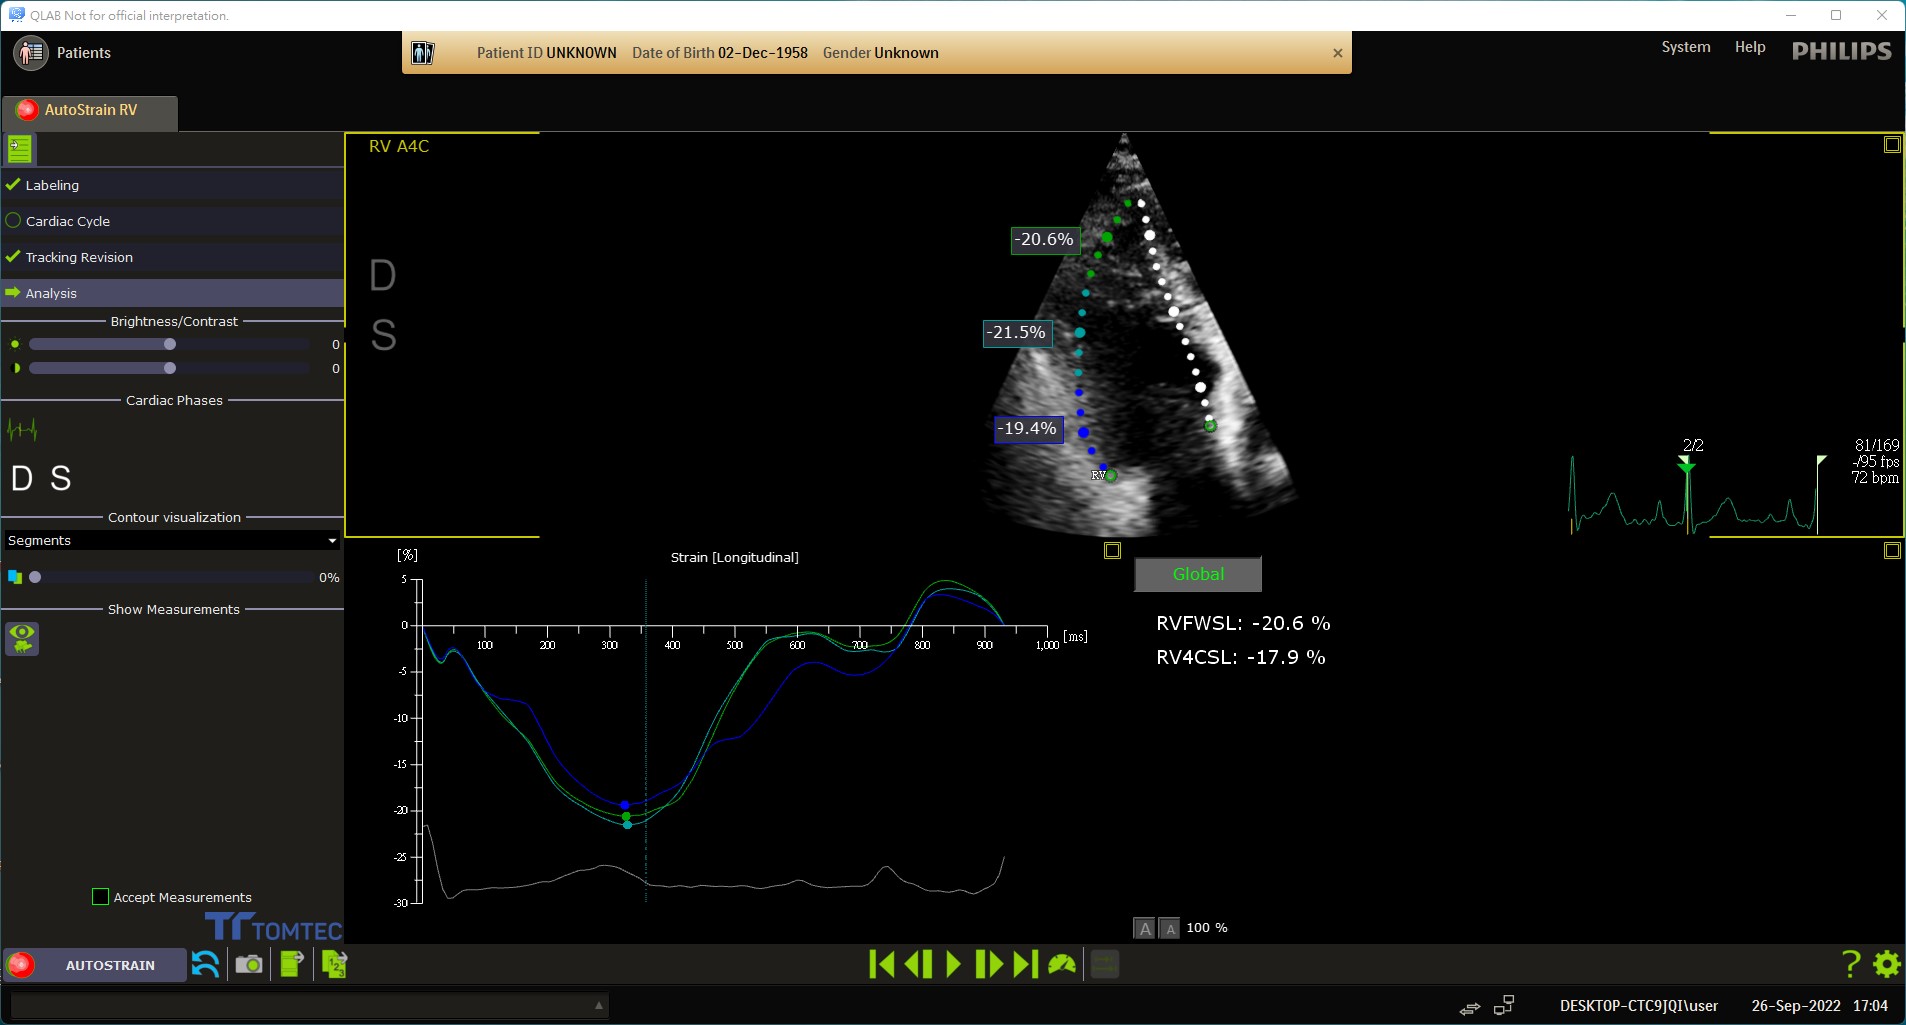 QLAB Not for official interpretation.
Patients
Patient ID UNKNOWN Date of Birth 02-Dec-1958 Gender Unknown
System Help PHILIPS
AutoStrain RV
Labeling
Cardiac Cycle
Tracking Revision
Analysis
Brightness/Contrast
0
0
Cardiac Phases
D S
Contour visualization
Segments
0%
Show Measurements
Accept Measurements
TOMTEC
RV A4C
D
S
-20.6%
-21.5%
-19.4%
RV
2/2
81/169
-/95 fps
72 bpm
[%]
Strain [Longitudinal]
5
0
-5
-10
-15
-20
-25
-30
100 200 300 400 500 600 700 800 900 1,000 [ms]
Global
RVFWSL: -20.6 %
RV4CSL: -17.9 %
A A 100 %
AUTOSTRAIN
1 2 3
?
DESKTOP-CTC9JQI\user 26-Sep-2022 17:04